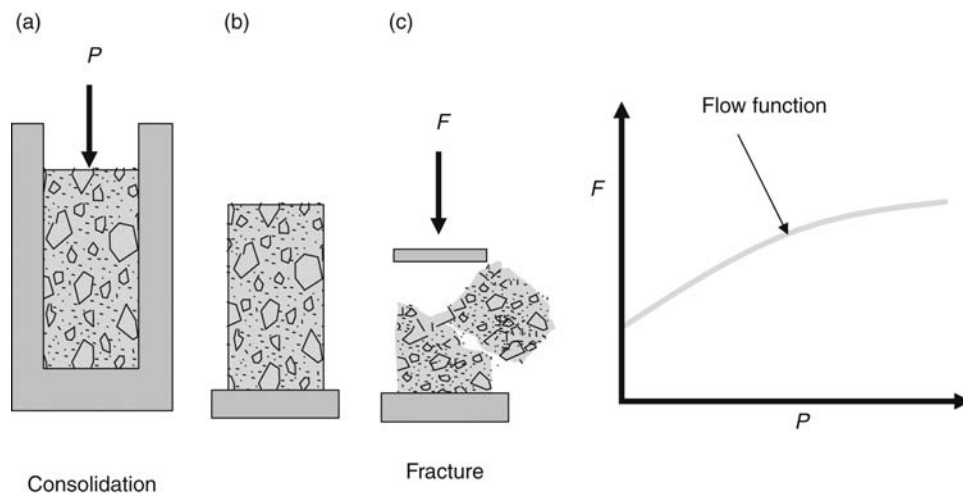 (a)
(b)
(c)
P
F
Flow function
F
P
Fracture
Consolidation